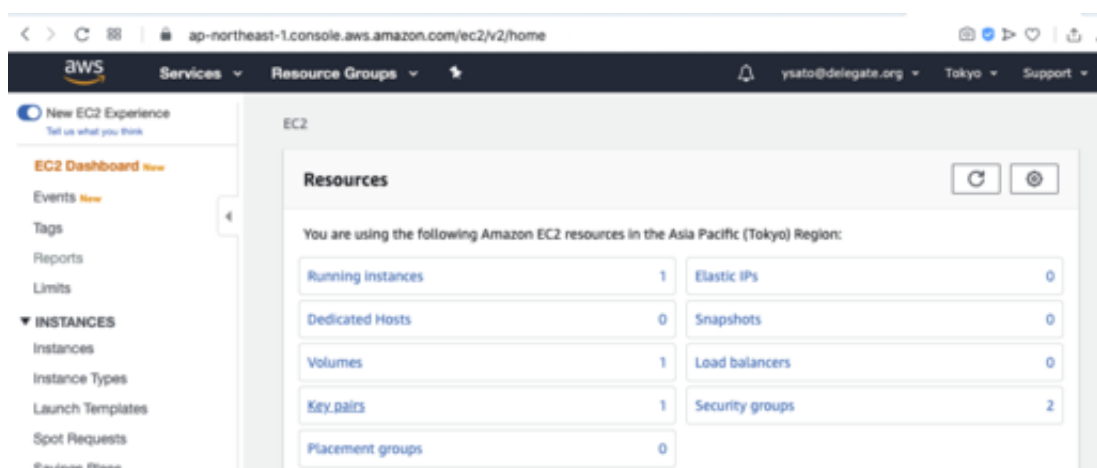 ap-northeast-1.console.aws.amazon.com/ec2/v2/home
aws Services Resource Groups ysato@delegate.org Tokyo Support
New EC2 Experience
Tell us what you think
EC2 Dashboard New
Events New
Tags
Reports
Limits
INSTANCES
Instances
Instance Types
Launch Templates
Spot Requests
Savings Plans
EC2
Resources
You are using the following Amazon EC2 resources in the Asia Pacific (Tokyo) Region:
Running instances 1 Elastic IPs 0
Dedicated Hosts 0 Snapshots 0
Volumes 1 Load balancers 0
Key pairs 1 Security groups 2
Placement groups 0